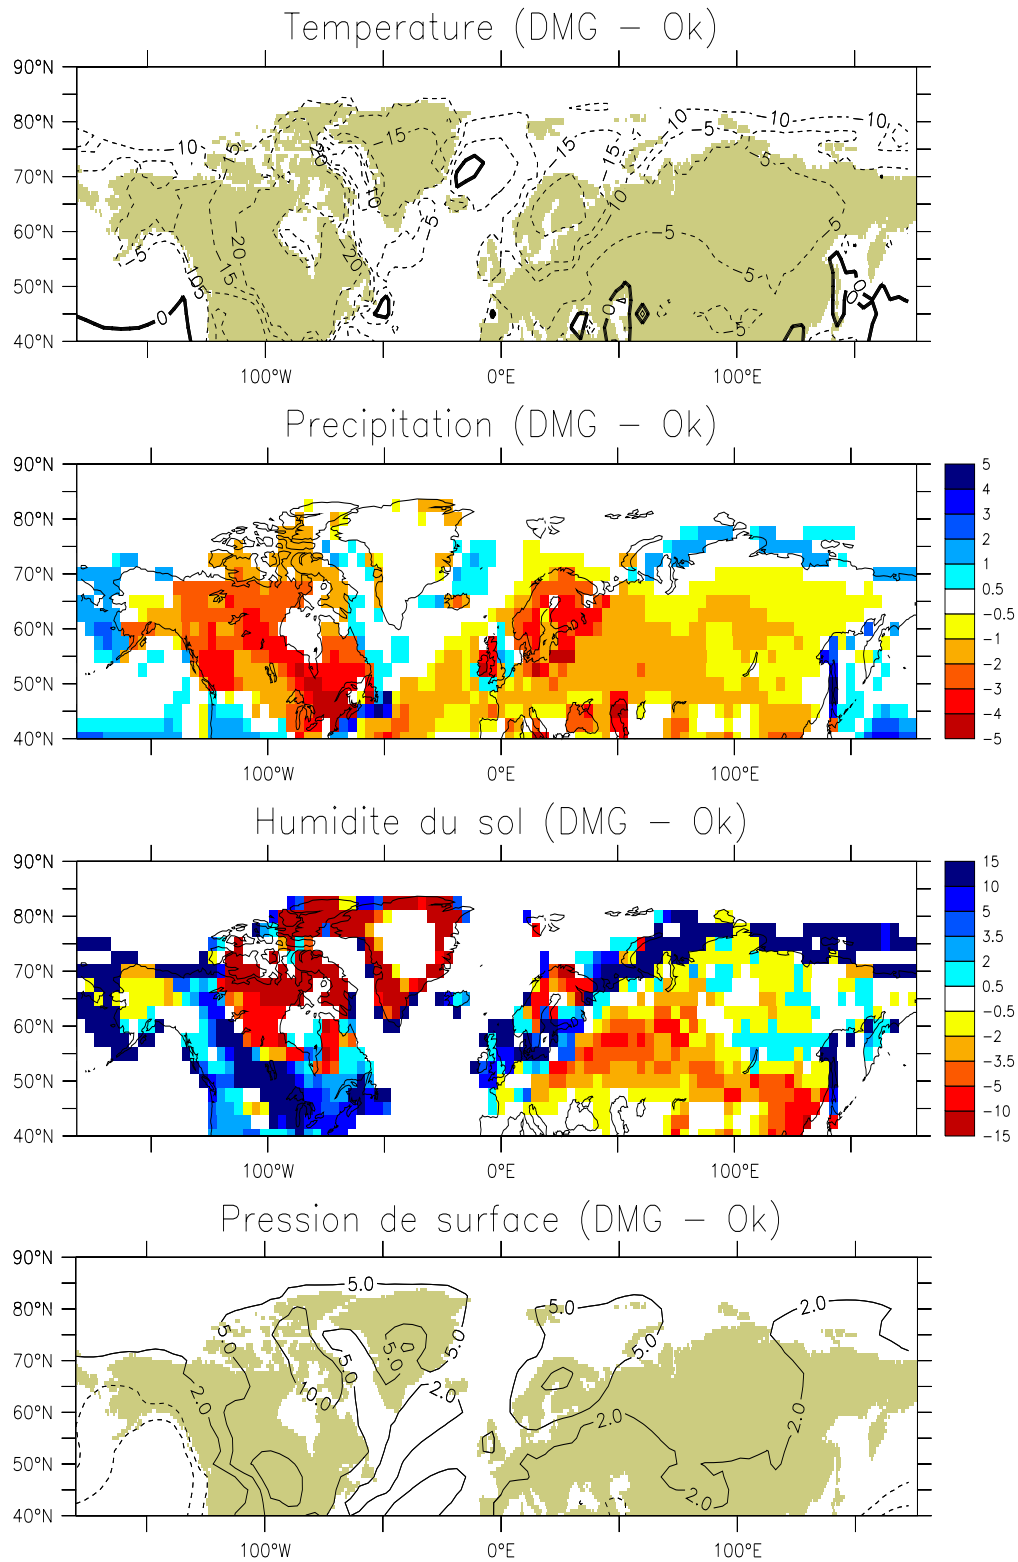 Temperature (DMG − Ok)
90°N
80°N
70°N
60°N
50°N
40°N
100°W
0°E
100°E
−10
−15
−20
−15
−10
−5
−20
−15
−10
−5
−5
−20
0
−15
−15
−10
−10
−5
−10
−5
−5
−5
−5
−5
0
0
0
Precipitation (DMG − Ok)
90°N
80°N
70°N
60°N
50°N
40°N
100°W
0°E
100°E
5
4
3
2
1
0.5
−0.5
−1
−2
−3
−4
−5
Humidite du sol (DMG − Ok)
90°N
80°N
70°N
60°N
50°N
40°N
100°W
0°E
100°E
15
10
5
3.5
2
0.5
−0.5
−2
−3.5
−5
−10
−15
Pression de surface (DMG − Ok)
90°N
80°N
70°N
60°N
50°N
40°N
100°W
0°E
100°E
5.0
5.0
5.0
5.0
5.0
2.0
10.0
2.0
5.0
5.0
2.0
2.0
2.0
2.0